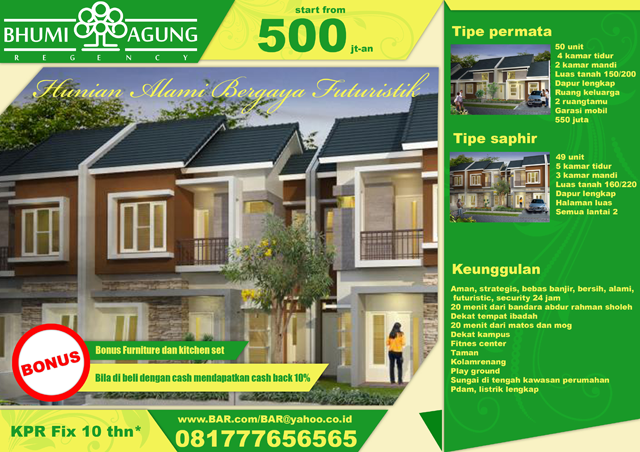 BHUMI AGUNG
REGENCY
start from
500 jt-an
Hunian Alami Bergaya Futuristik
BONUS
Bonus Furniture dan kitchen set
Bila di beli dengan cash mendapatkan cash back 10%
KPR Fix 10 thn*
www.BAR.com/BAR@yahoo.co.id
081777656565
Tipe permata
50 unit
4 kamar tidur
2 kamar mandi
Luas tanah 150/200
Dapur lengkap
Ruang keluarga
2 ruangtamu
Garasi mobil
550 juta
Tipe saphir
49 unit
5 kamar tidur
3 kamar mandi
Luas tanah 160/220
Dapur lengkap
Halaman luas
Semua lantai 2
Keunggulan
Aman, strategis, bebas banjir, bersih, alami,
futuristic, security 24 jam
20 menit dari bandara abdur rahman sholeh
Dekat tempat ibadah
20 menit dari matos dan mog
Dekat kampus
Fitnes center
Taman
Kolamrenang
Play ground
Sungai di tengah kawasan perumahan
Pdam, listrik lengkap